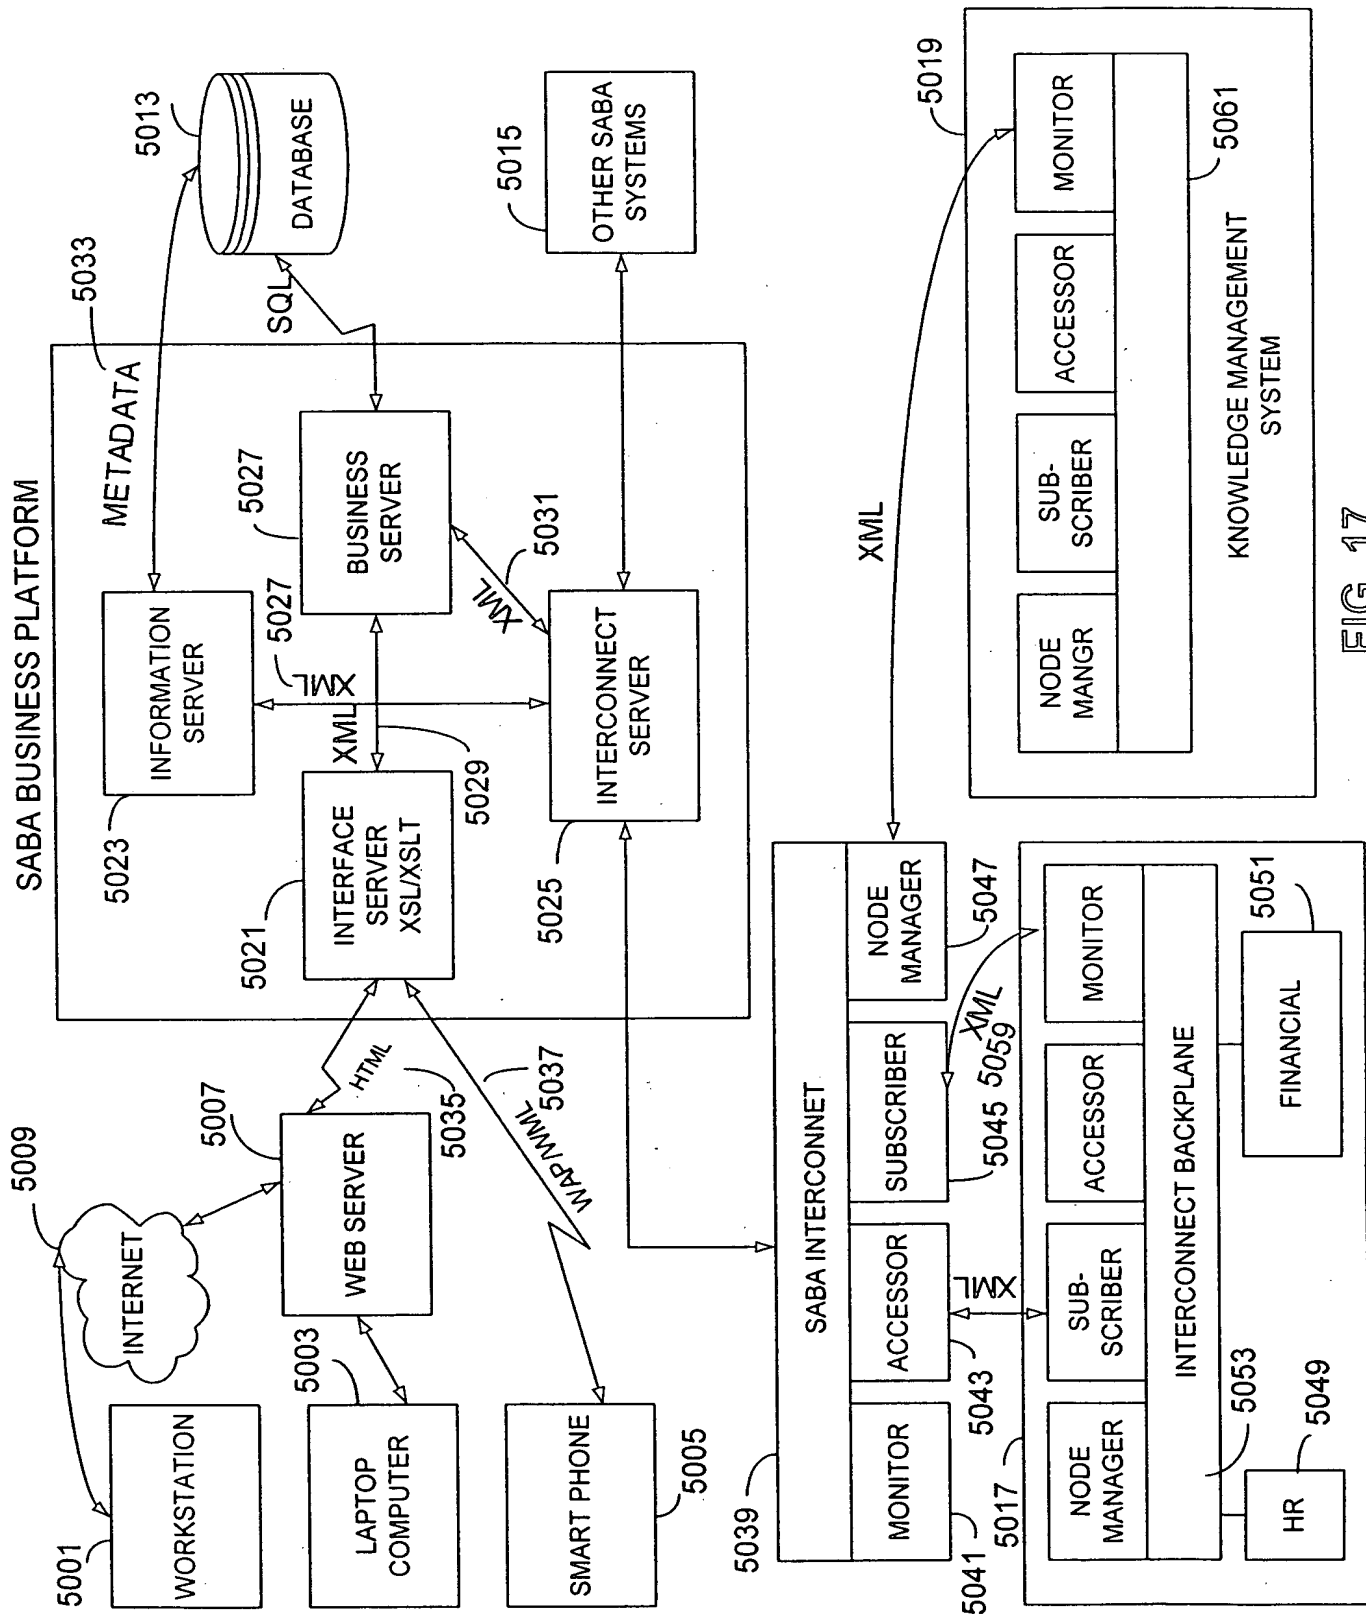 SABA BUSINESS PLATFORM
5001
WORKSTATION
5009
INTERNET
5007
WEB SERVER
5003
LAPTOP
COMPUTER
SMART PHONE
5005
HTML
5035
WAP/WML
5037
5021
INTERFACE
SERVER
XSL/XSLT
5023
INFORMATION
SERVER
5025
INTERCONNECT
SERVER
5027
BUSINESS
SERVER
XML
5027
XML
5029
XML
5031
METADATA
5033
SQL
5013
DATABASE
5015
OTHER SABA
SYSTEMS
5039
SABA INTERCONNET
MONITOR
ACCESSOR
SUBSCRIBER
NODE
MANAGER
5041
5043
5045
5047
XML
XML
5059
XML
5017
NODE
MANAGER
SUB-
SCRIBER
ACCESSOR
MONITOR
INTERCONNECT BACKPLANE
5053
HR
5049
FINANCIAL
5051
5019
NODE
MANGR
SUB-
SCRIBER
ACCESSOR
MONITOR
5061
KNOWLEDGE MANAGEMENT
SYSTEM
FIG. 17